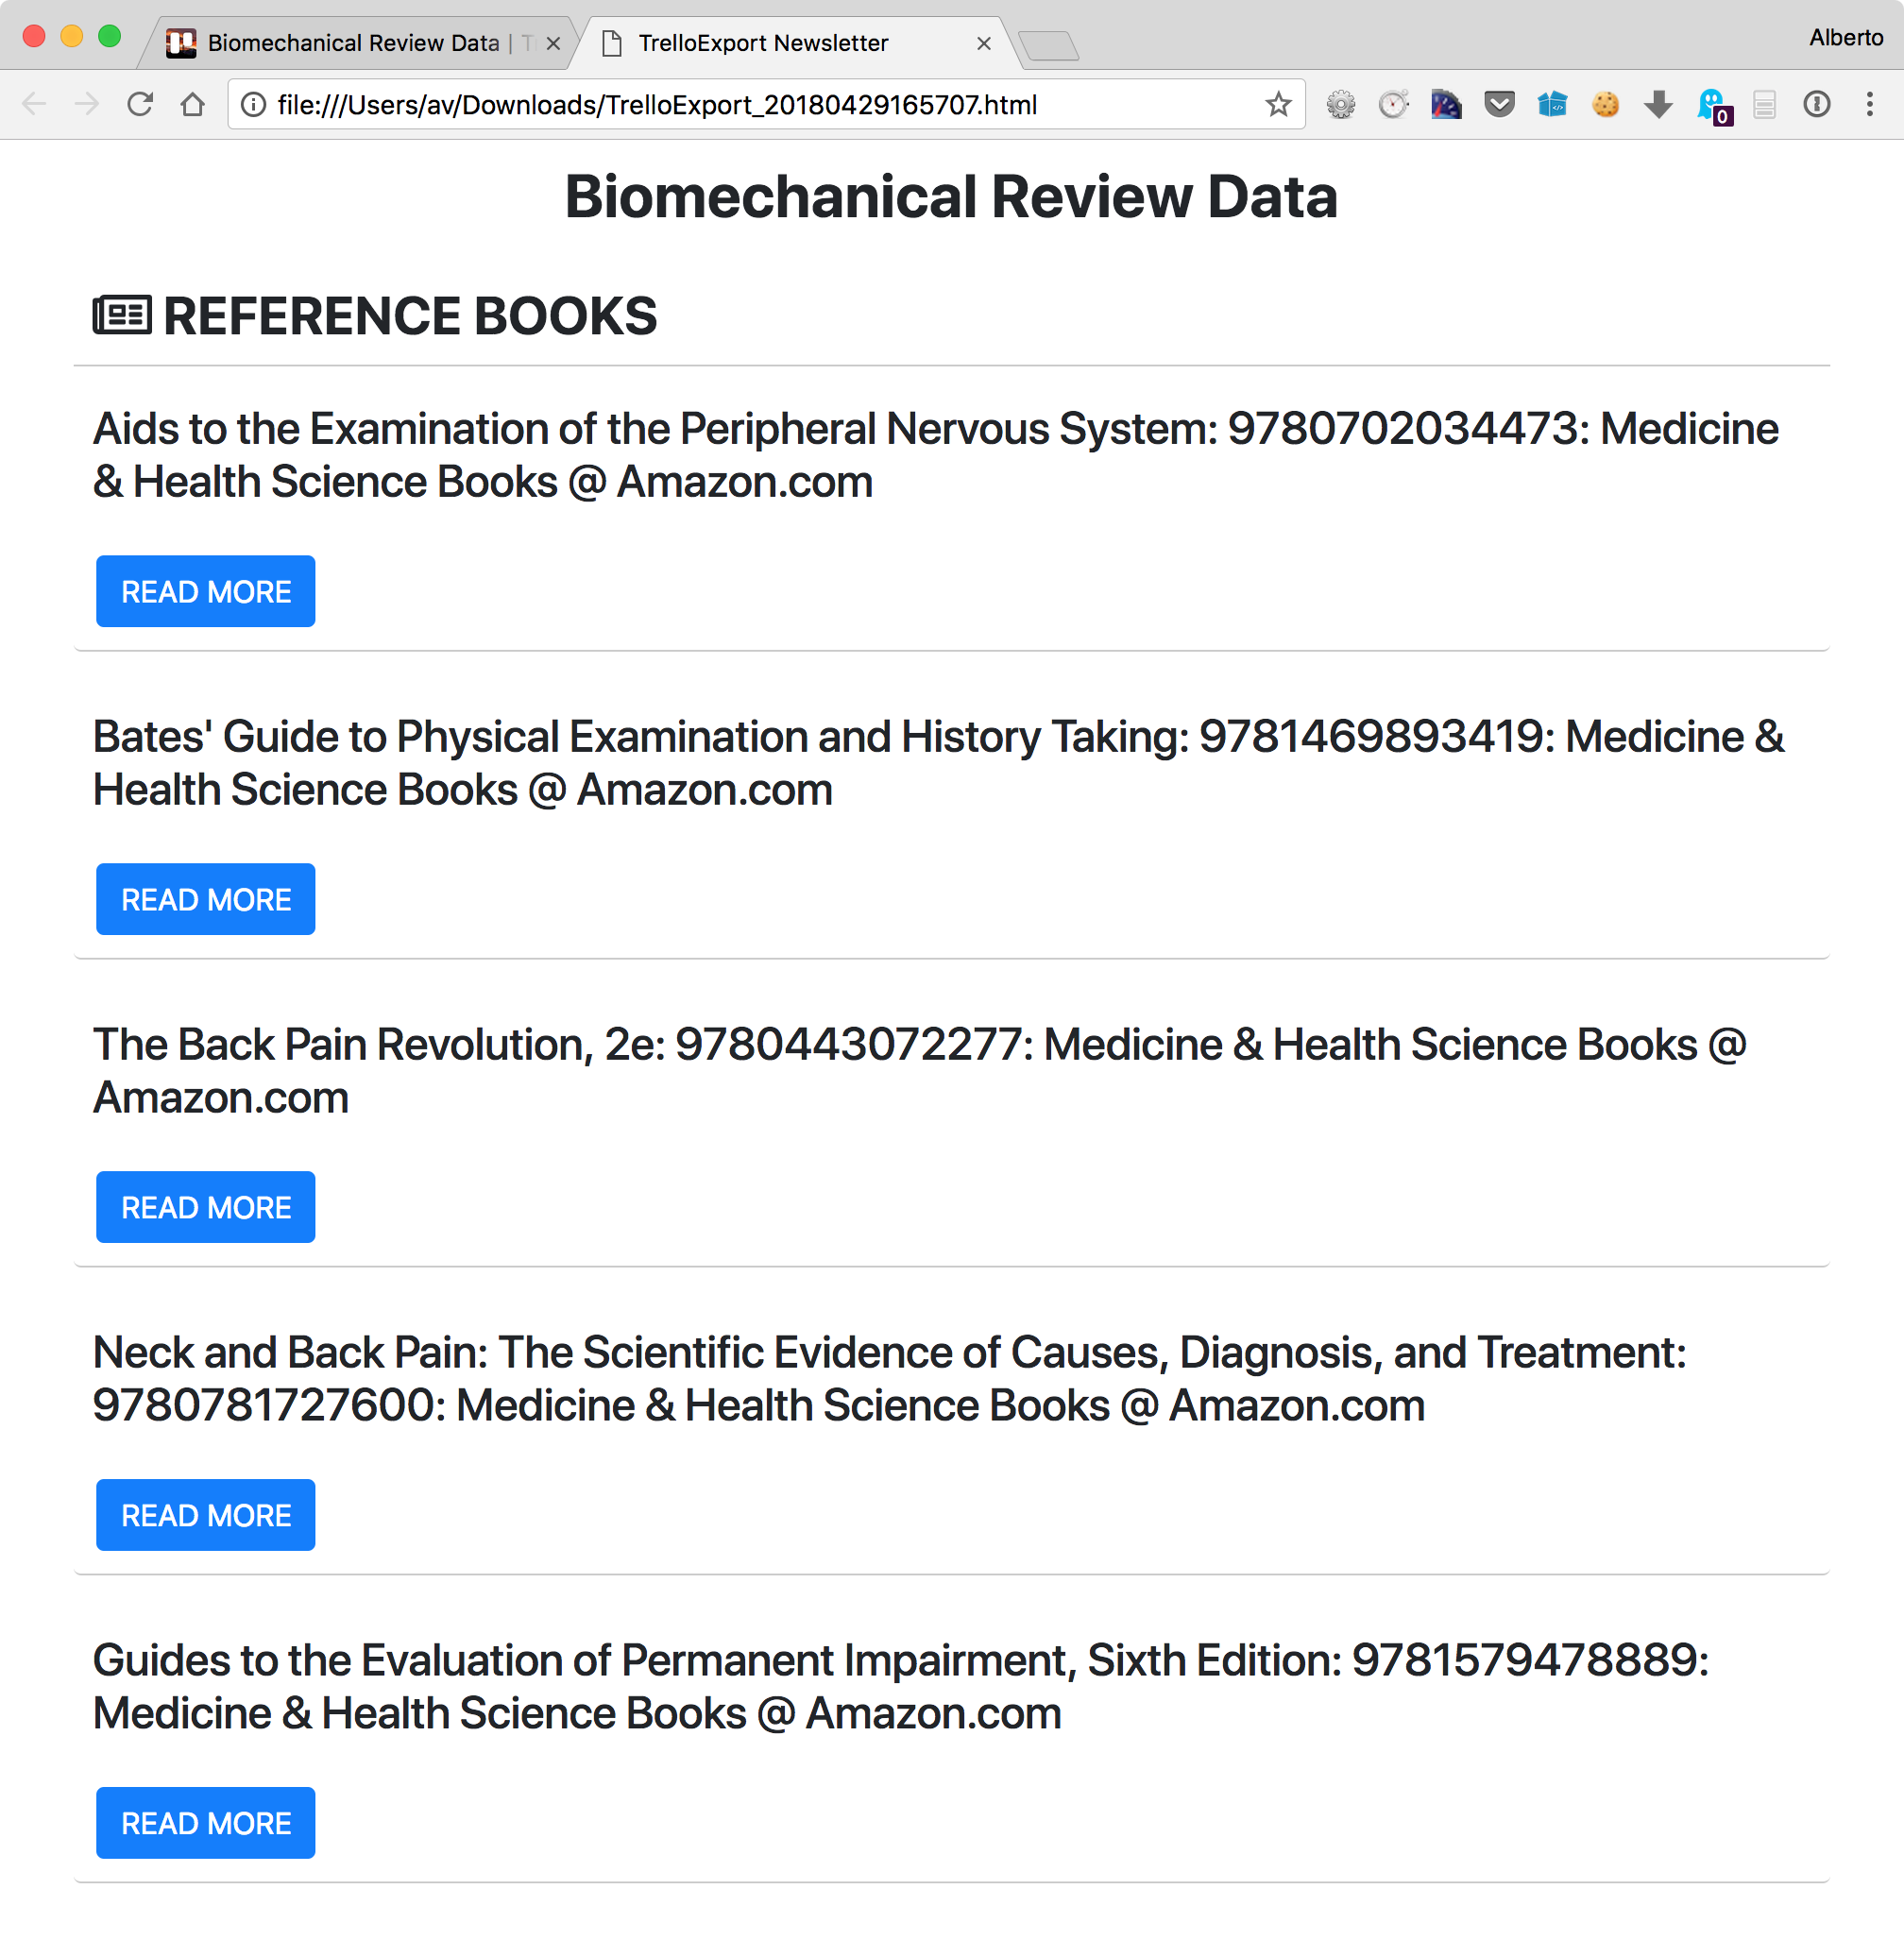 Biomechanical Review Data | T
TrelloExport Newsletter
Alberto
file:///Users/av/Downloads/TrelloExport_20180429165707.html
0
Biomechanical Review Data
REFERENCE BOOKS
Aids to the Examination of the Peripheral Nervous System: 9780702034473: Medicine
& Health Science Books @ Amazon.com
READ MORE
Bates' Guide to Physical Examination and History Taking: 9781469893419: Medicine &
Health Science Books @ Amazon.com
READ MORE
The Back Pain Revolution, 2e: 9780443072277: Medicine & Health Science Books @
Amazon.com
READ MORE
Neck and Back Pain: The Scientific Evidence of Causes, Diagnosis, and Treatment:
9780781727600: Medicine & Health Science Books @ Amazon.com
READ MORE
Guides to the Evaluation of Permanent Impairment, Sixth Edition: 9781579478889:
Medicine & Health Science Books @ Amazon.com
READ MORE